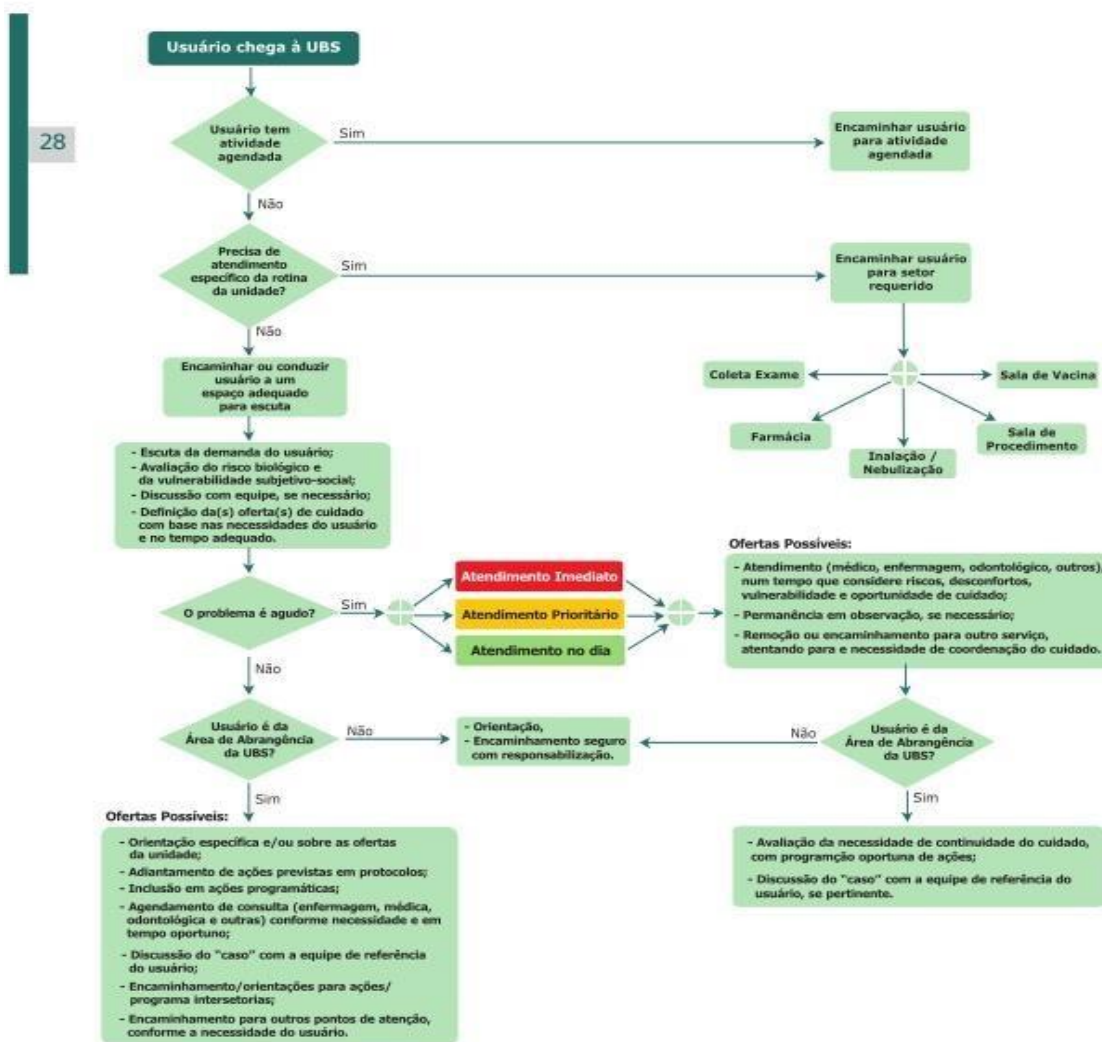 28
Usuário chega à UBS
Usuário tem
atividade
agendada
Sim
Encaminhar usuário
para atividade
agendada
Não
Precisa de
atendimento
específico da rotina
da unidade?
Sim
Encaminhar usuário
para setor
requerido
Não
Coleta Exame
Sala de Vacina
Farmácia
Sala de
Procedimento
Inalação /
Nebulização
Encaminhar ou conduzir
usuário a um
espaço adequado
para escuta
- Escuta da demanda do usuário;
- Avaliação do risco biológico e
da vulnerabilidade subjetivo-social;
- Discussão com equipe, se necessário;
- Definição da(s) oferta(s) de cuidado
com base nas necessidades do usuário
e no tempo adequado.
O problema é agudo?
Sim
Atendimento Imediato
Atendimento Prioritário
Atendimento no dia
Ofertas Possíveis:
- Atendimento (médico, enfermagem, odontológico, outros),
num tempo que considere riscos, desconfortos,
vulnerabilidade e oportunidade de cuidado;
- Permanência em observação, se necessário;
- Remoção ou encaminhamento para outro serviço,
atentando para e necessidade de coordenação do cuidado.
Não
Usuário é da
Área de Abrangência
da UBS?
Não
- Orientação,
- Encaminhamento seguro
com responsabilização.
Não
Usuário é da
Área de Abrangência
da UBS?
Sim
Sim
Ofertas Possíveis:
- Orientação específica e/ou sobre as ofertas
da unidade;
- Adiantamento de ações previstas em protocolos;
- Inclusão em ações programáticas;
- Agendamento de consulta (enfermagem, médica,
odontológica e outras) conforme necessidade e em
tempo oportuno;
- Discussão do "caso" com a equipe de referência
do usuário;
- Encaminhamento/orientações para ações/
programa intersetorias;
- Encaminhamento para outros pontos de atenção,
conforme a necessidade do usuário.
- Avaliação da necessidade de continuidade do cuidado,
com programção oportuna de ações;
- Discussão do "caso" com a equipe de referência do
usuário, se pertinente.